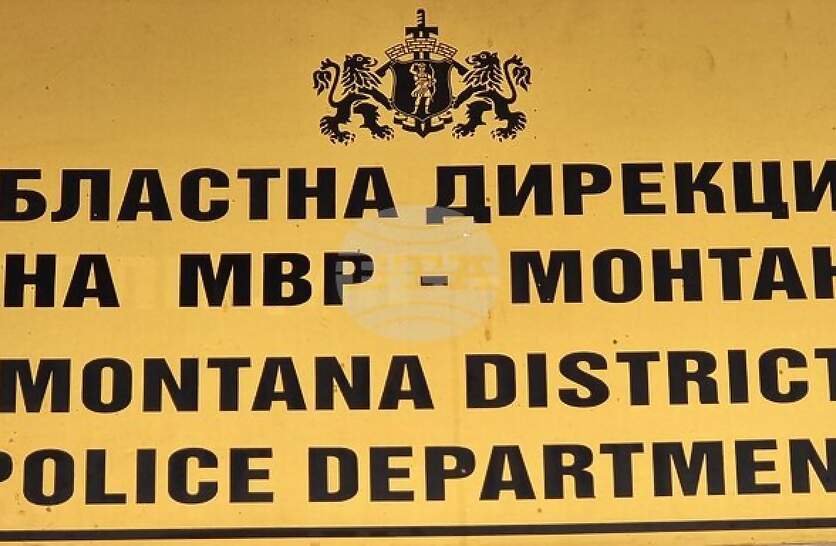 БЛАСТНА ДИРЕКЦИ
НА МВР - МОНТАН
MONTANA DISTRICT
POLICE DEPARTMEN